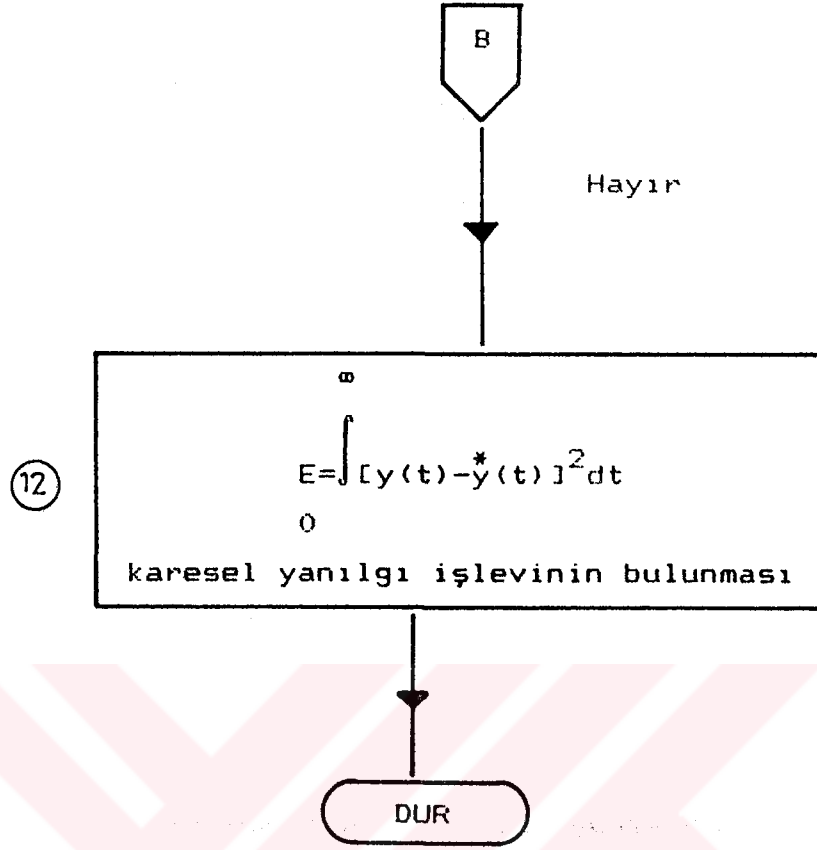 B
Hayır
∞
12
E=∫[y(t)-y*(t)]²dt
0
karesel yanılgı işlevinin bulunması
DUR